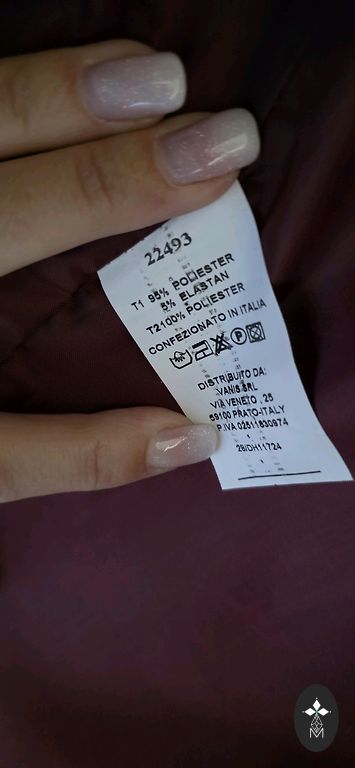 22493
T1 95% POLIESTER
5% ELASTAN
T2 100% POLIESTER
CONFEZIONATO IN ITALIA
P
DISTRIBUITO DA:
VANIS SRL
VIA VENETO, 25
59100 PRATO-ITALY
P.IVA 02511830974
28/DH11724
M